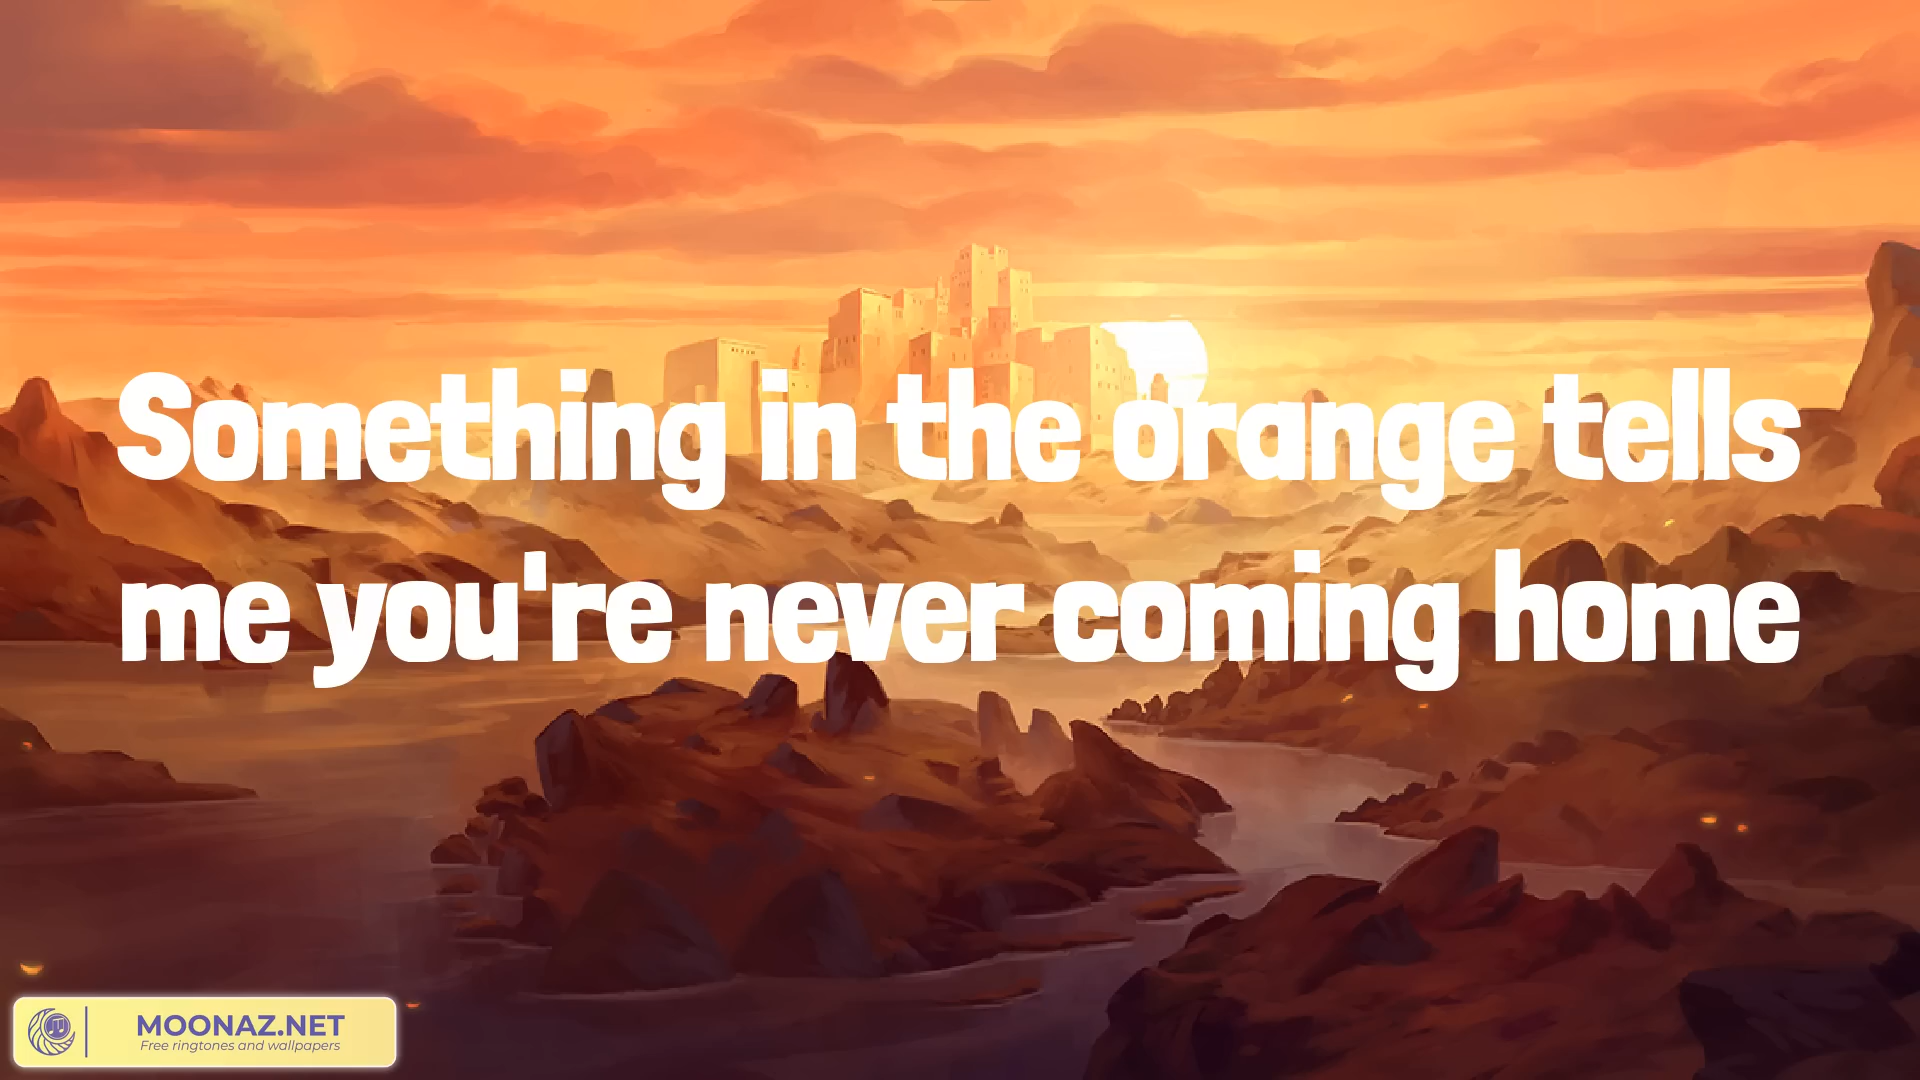 Something in the orange tells
me you're never coming home
MOONAZ.NET
Free ringtones and wallpapers